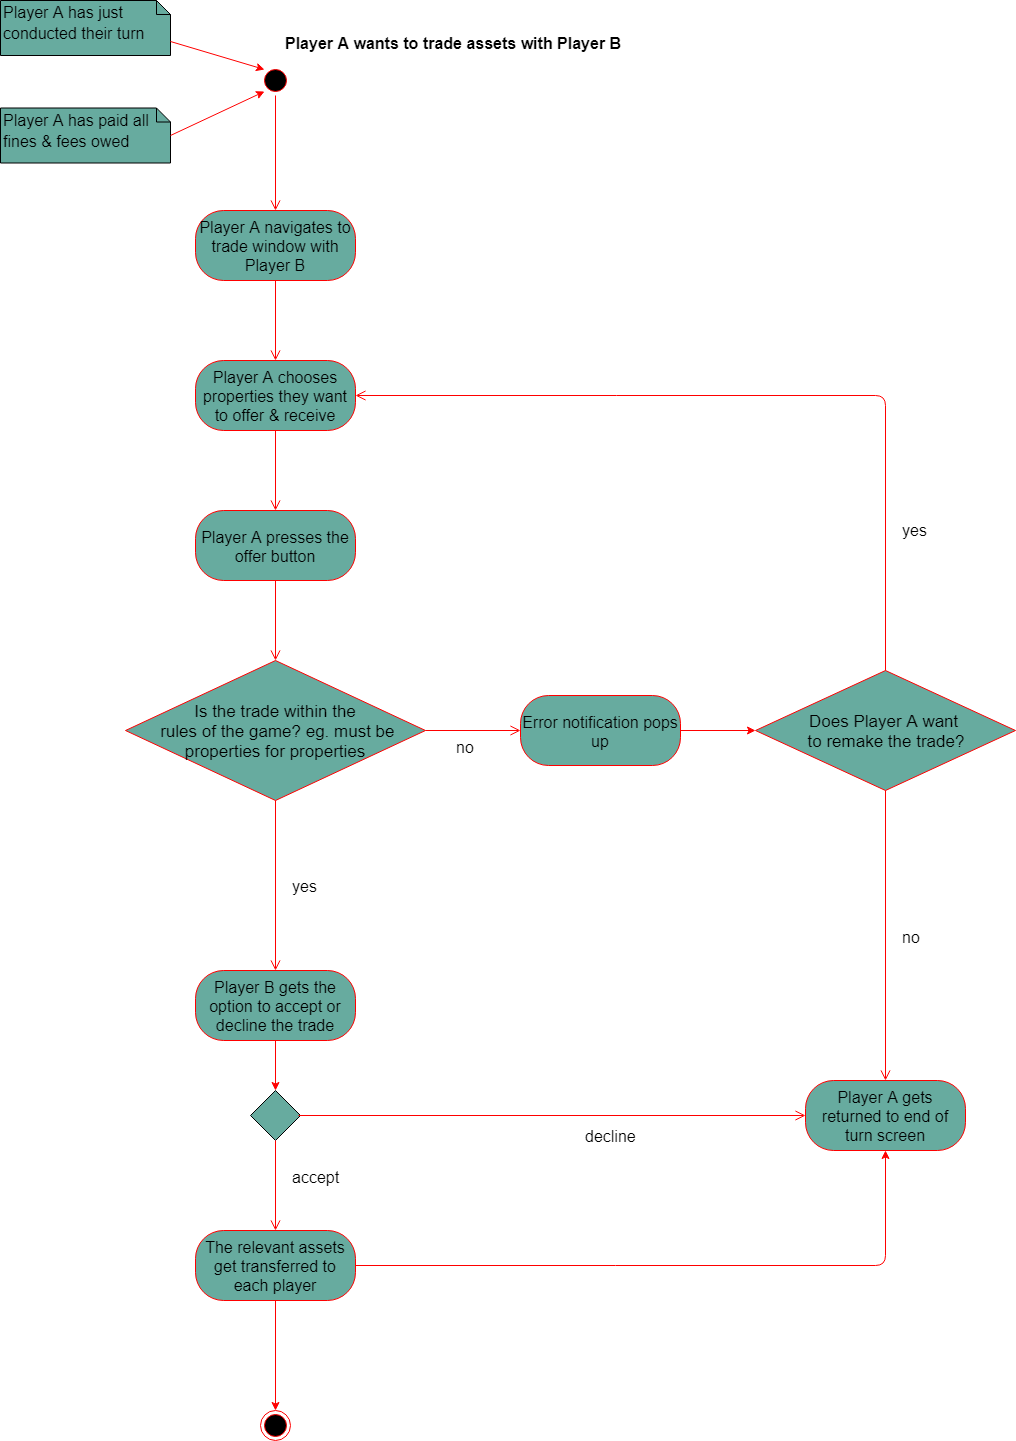 Player A has just
conducted their turn
Player A wants to trade assets with Player B
Player A has paid all
fines & fees owed
Player A navigates to
trade window with
Player B
Player A chooses
properties they want
to offer & receive
Player A presses the
offer button
yes
Is the trade within the
rules of the game? eg. must be
properties for properties
no
Error notification pops
up
Does Player A want
to remake the trade?
yes
no
Player B gets the
option to accept or
decline the trade
Player A gets
returned to end of
turn screen
decline
accept
The relevant assets
get transferred to
each player